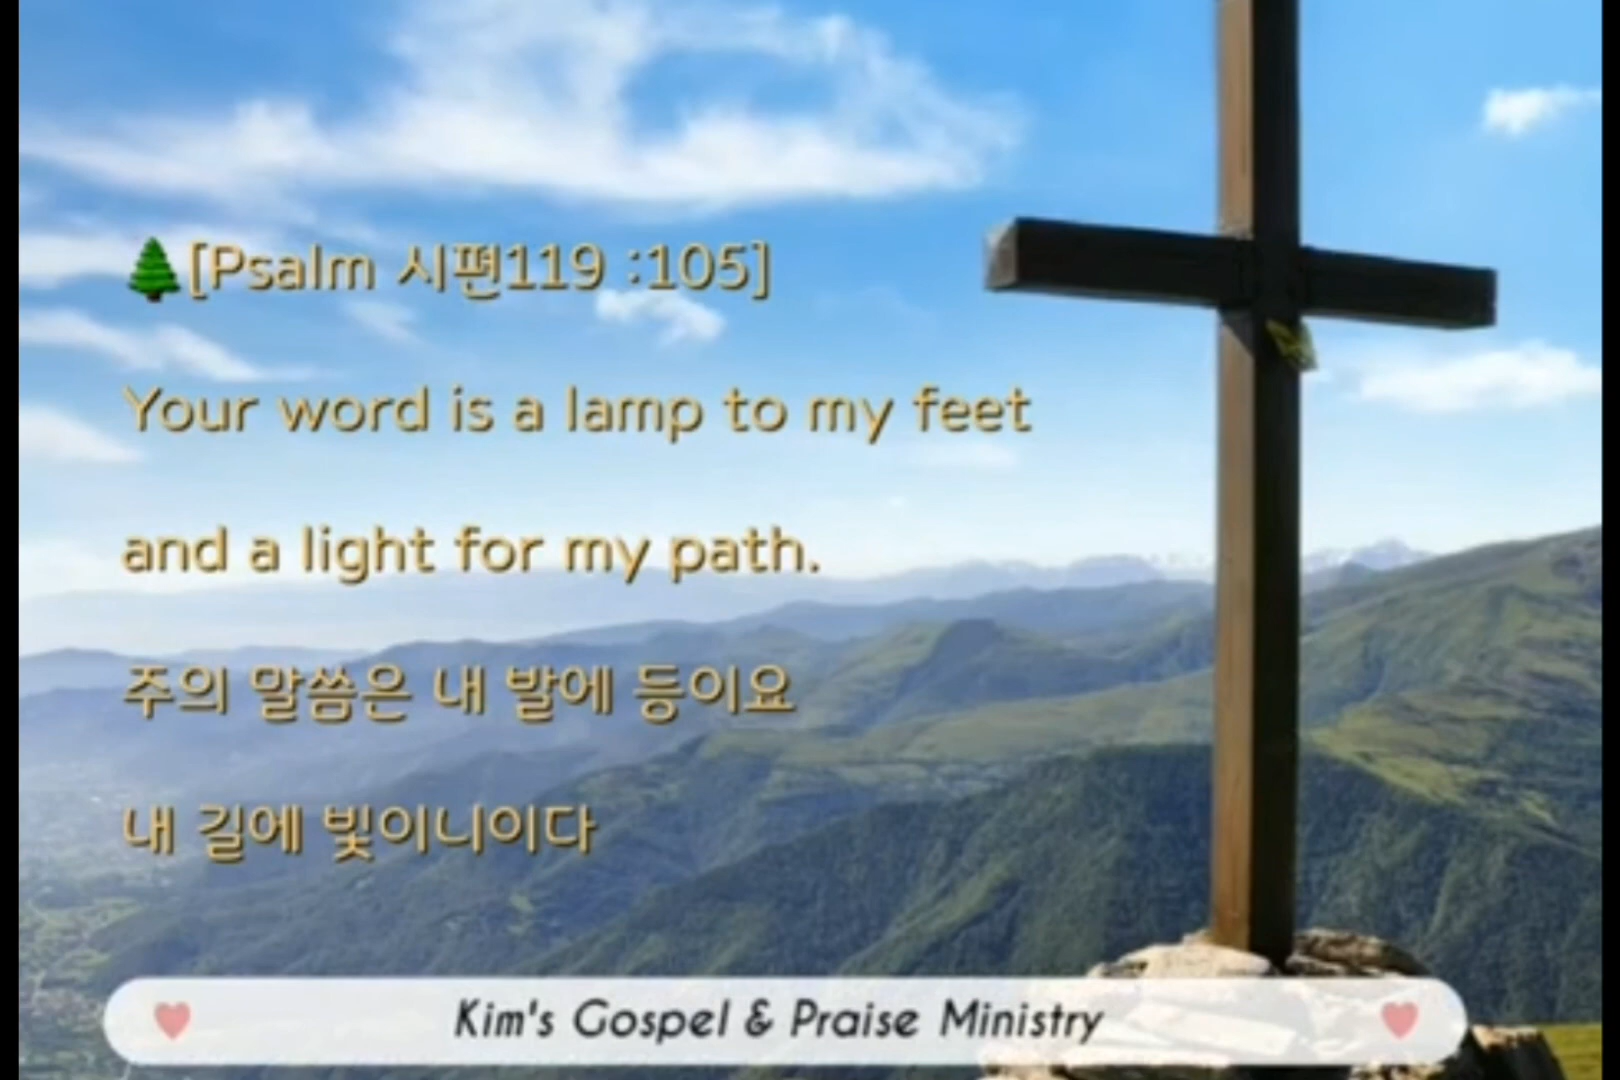 🌲[Psalm 시편119 :105]
Your word is a lamp to my feet
and a light for my path.
주의 말씀은 내 발에 등이요
내 길에 빛이니이다
Kim's Gospel & Praise Ministry